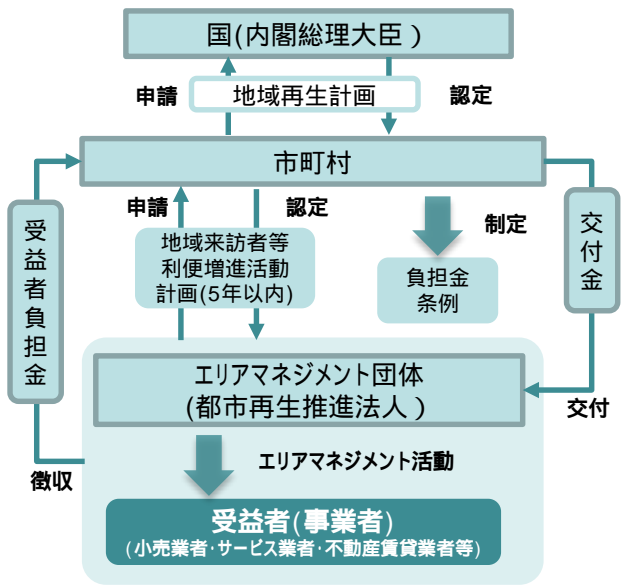 国(内閣総理大臣)
申請
地域再生計画
認定
市町村
申請
認定
地域来訪者等
利便増進活動
計画(5年以内)
制定
負担金
条例
受益者負担金
交付金
エリアマネジメント団体
(都市再生推進法人)
交付
徴収
エリアマネジメント活動
受益者(事業者)
(小売業者･サービス業者･不動産賃貸業者等)